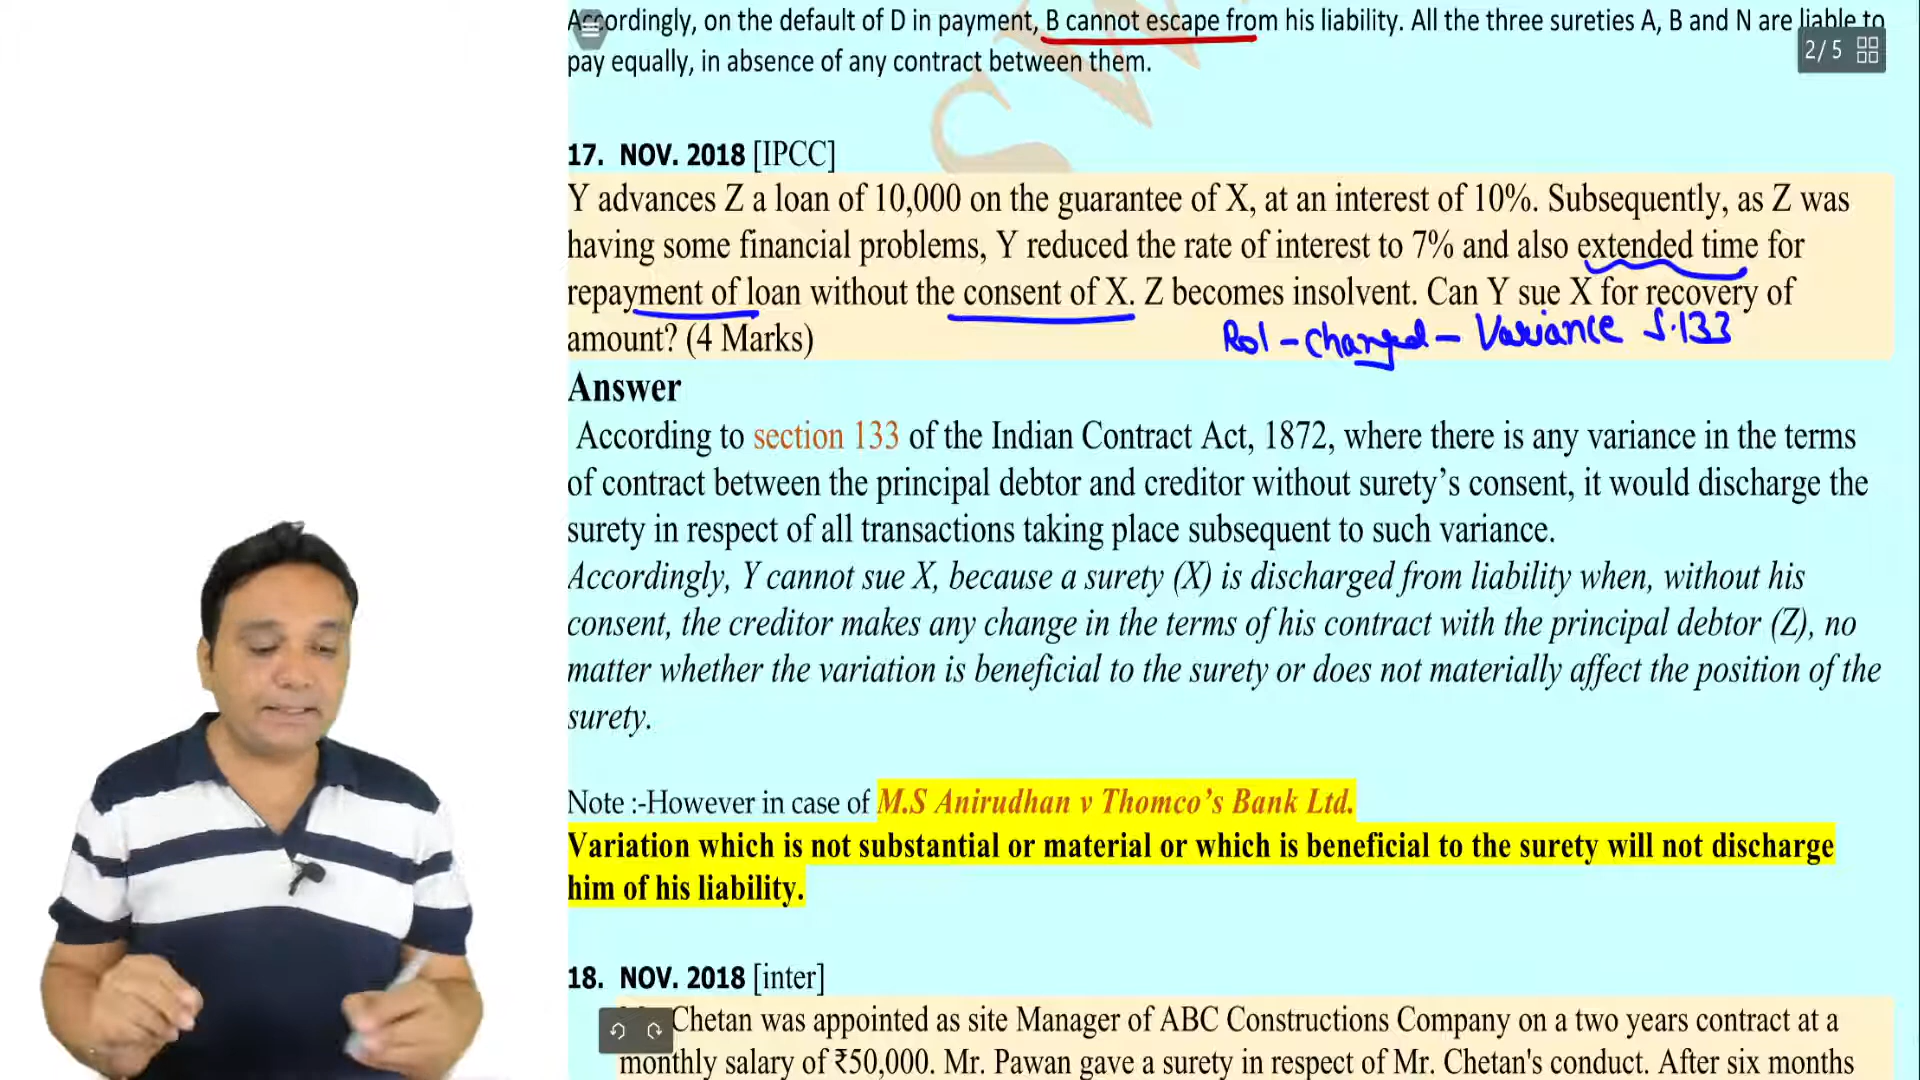 Accordingly, on the default of D in payment, B cannot escape from his liability. All the three sureties A, B and N are liable to
pay equally, in absence of any contract between them.
2/5
17. NOV. 2018 [IPCC]
Y advances Z a loan of 10,000 on the guarantee of X, at an interest of 10%. Subsequently, as Z was
having some financial problems, Y reduced the rate of interest to 7% and also extended time for
repayment of loan without the consent of X. Z becomes insolvent. Can Y sue X for recovery of
amount? (4 Marks)
RoI - changed - Variance S.133
Answer
According to section 133 of the Indian Contract Act, 1872, where there is any variance in the terms
of contract between the principal debtor and creditor without surety’s consent, it would discharge the
surety in respect of all transactions taking place subsequent to such variance.
Accordingly, Y cannot sue X, because a surety (X) is discharged from liability when, without his
consent, the creditor makes any change in the terms of his contract with the principal debtor (Z), no
matter whether the variation is beneficial to the surety or does not materially affect the position of the
surety.
Note :-However in case of M.S Anirudhan v Thomco’s Bank Ltd.
Variation which is not substantial or material or which is beneficial to the surety will not discharge
him of his liability.
18. NOV. 2018 [inter]
Chetan was appointed as site Manager of ABC Constructions Company on a two years contract at a
monthly salary of ₹50,000. Mr. Pawan gave a surety in respect of Mr. Chetan's conduct. After six months